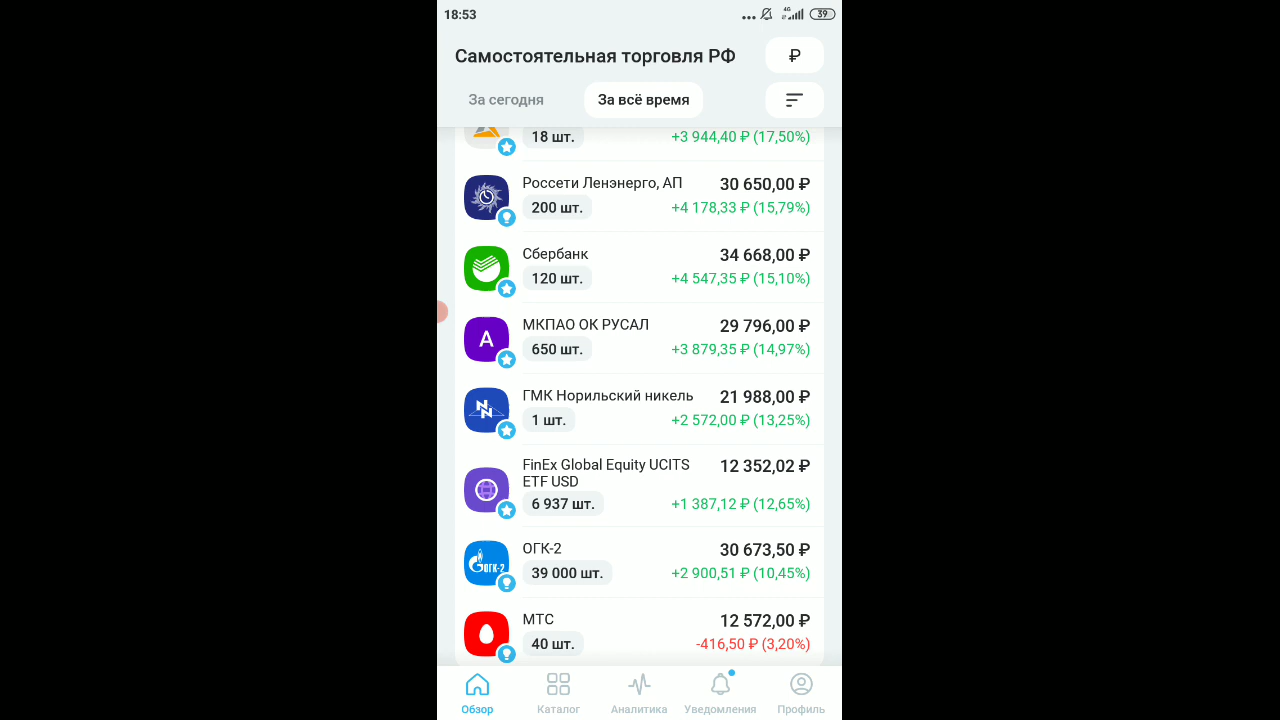 18:53
4G
39
Самостоятельная торговля РФ
₽
За сегодня
За всё время
18 шт.
+3 944,40 ₽ (17,50%)
Россети Ленэнерго, АП
30 650,00 ₽
200 шт.
+4 178,33 ₽ (15,79%)
Сбербанк
34 668,00 ₽
120 шт.
+4 547,35 ₽ (15,10%)
МКПАО ОК РУСАЛ
29 796,00 ₽
A
650 шт.
+3 879,35 ₽ (14,97%)
ГМК Норильский никель
21 988,00 ₽
1 шт.
+2 572,00 ₽ (13,25%)
FinEx Global Equity UCITS
ETF USD
12 352,02 ₽
6 937 шт.
+1 387,12 ₽ (12,65%)
ОГК-2
30 673,50 ₽
ОГК-2
39 000 шт.
+2 900,51 ₽ (10,45%)
МТС
12 572,00 ₽
40 шт.
-416,50 ₽ (3,20%)
Обзор
Каталог
Аналитика
Уведомления
Профиль